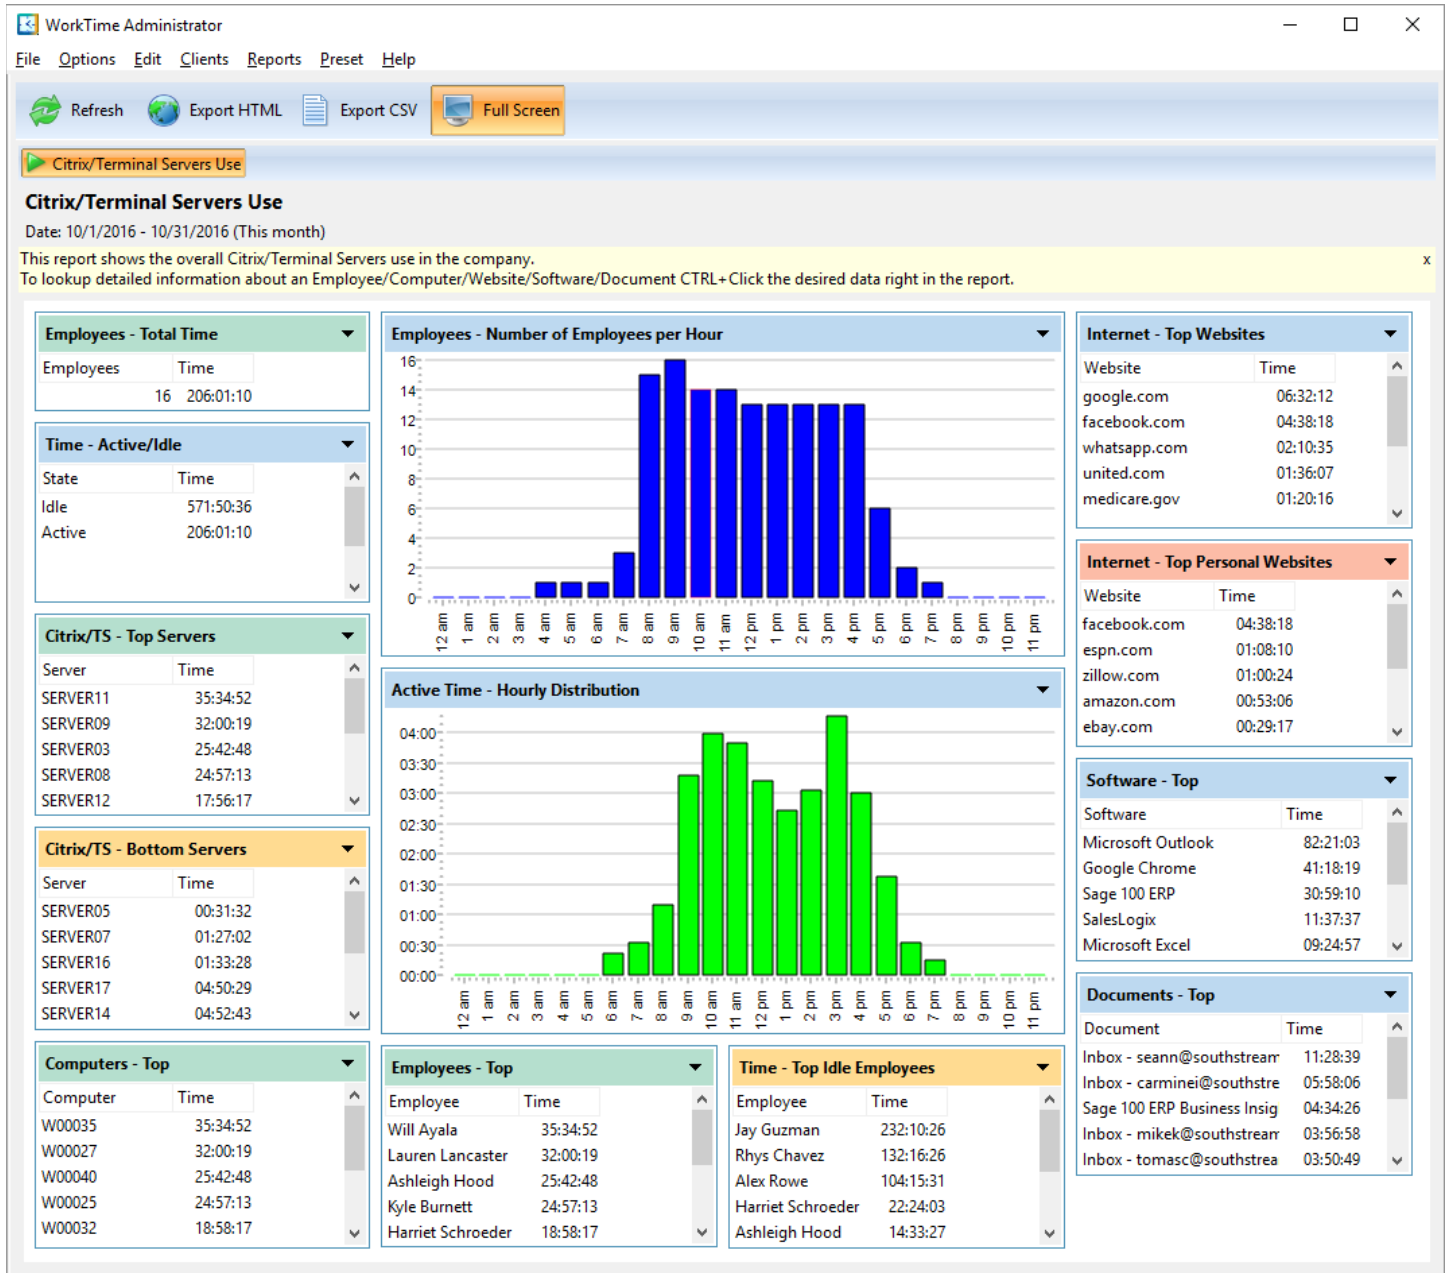 WorkTime Administrator
File Options Edit Clients Reports Preset Help
Refresh Export HTML Export CSV Full Screen
Citrix/Terminal Servers Use
Citrix/Terminal Servers Use
Date: 10/1/2016 - 10/31/2016 (This month)
This report shows the overall Citrix/Terminal Servers use in the company. x
To lookup detailed information about an Employee/Computer/Website/Software/Document CTRL+Click the desired data right in the report.
Employees - Total Time
Employees Time
16 206:01:10
Time - Active/Idle
State Time
Idle 571:50:36
Active 206:01:10
Citrix/TS - Top Servers
Server Time
SERVER11 35:34:52
SERVER09 32:00:19
SERVER03 25:42:48
SERVER08 24:57:13
SERVER12 17:56:17
Citrix/TS - Bottom Servers
Server Time
SERVER05 00:31:32
SERVER07 01:27:02
SERVER16 01:33:28
SERVER17 04:50:29
SERVER14 04:52:43
Computers - Top
Computer Time
W00035 35:34:52
W00027 32:00:19
W00040 25:42:48
W00025 24:57:13
W00032 18:58:17
Employees - Number of Employees per Hour
16
14
12
10
8
6
4
2
0
12 am 1 am 2 am 3 am 4 am 5 am 6 am 7 am 8 am 9 am 10 am 11 am 12 pm 1 pm 2 pm 3 pm 4 pm 5 pm 6 pm 7 pm 8 pm 9 pm 10 pm 11 pm
Active Time - Hourly Distribution
04:00
03:30
03:00
02:30
02:00
01:30
01:00
00:30
00:00
12 am 1 am 2 am 3 am 4 am 5 am 6 am 7 am 8 am 9 am 10 am 11 am 12 pm 1 pm 2 pm 3 pm 4 pm 5 pm 6 pm 7 pm 8 pm 9 pm 10 pm 11 pm
Employees - Top
Employee Time
Will Ayala 35:34:52
Lauren Lancaster 32:00:19
Ashleigh Hood 25:42:48
Kyle Burnett 24:57:13
Harriet Schroeder 18:58:17
Time - Top Idle Employees
Employee Time
Jay Guzman 232:10:26
Rhys Chavez 132:16:26
Alex Rowe 104:15:31
Harriet Schroeder 22:24:03
Ashleigh Hood 14:33:27
Internet - Top Websites
Website Time
google.com 06:32:12
facebook.com 04:38:18
whatsapp.com 02:10:35
united.com 01:36:07
medicare.gov 01:20:16
Internet - Top Personal Websites
Website Time
facebook.com 04:38:18
espn.com 01:08:10
zillow.com 01:00:24
amazon.com 00:53:06
ebay.com 00:29:17
Software - Top
Software Time
Microsoft Outlook 82:21:03
Google Chrome 41:18:19
Sage 100 ERP 30:59:10
SalesLogix 11:37:37
Microsoft Excel 09:24:57
Documents - Top
Document Time
Inbox - seann@southstream 11:28:39
Inbox - carminei@southstre 05:58:06
Sage 100 ERP Business Insig 04:34:26
Inbox - mikek@southstream 03:56:58
Inbox - tomasc@southstrea 03:50:49